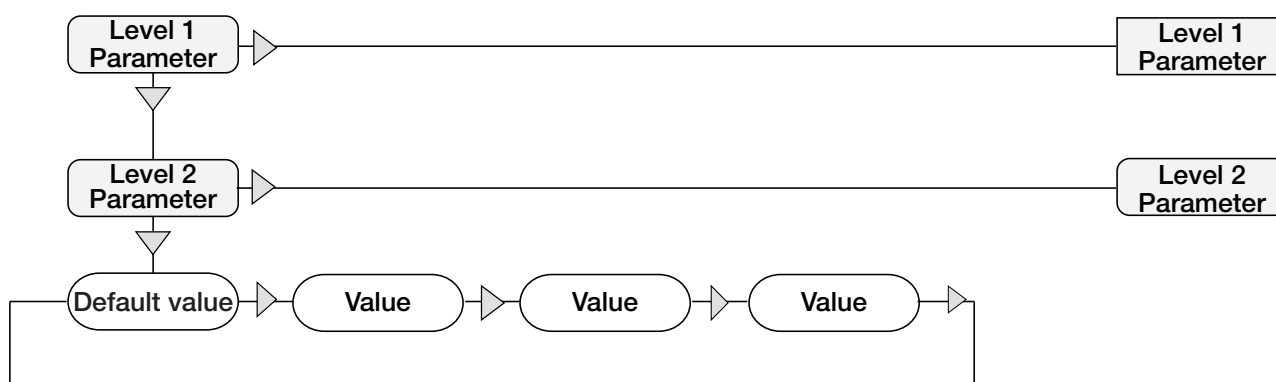 Level 1
Parameter
Level 1
Parameter
Level 2
Parameter
Level 2
Parameter
Default value
Value
Value
Value